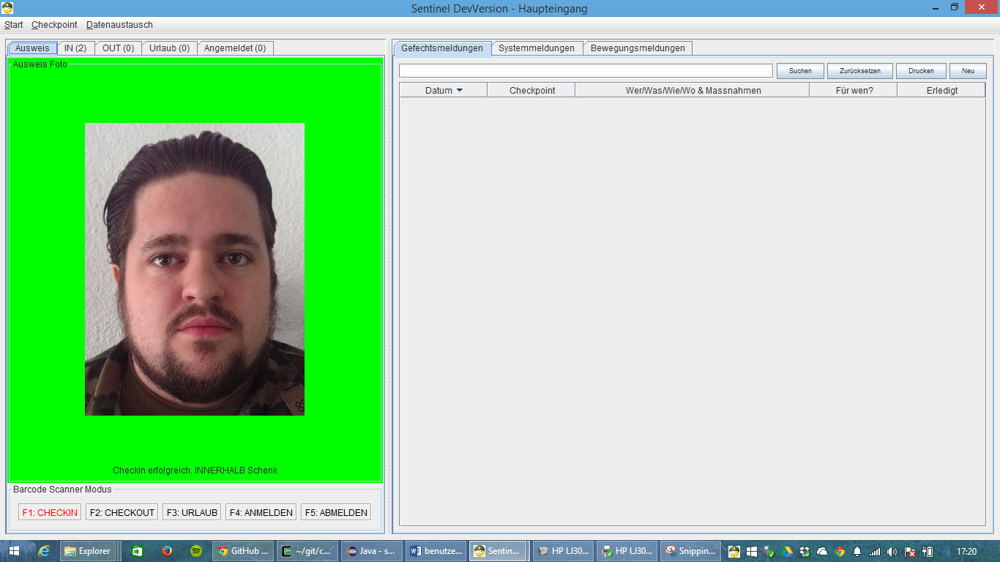 Sentinel DevVersion - Haupteingang
Start Checkpoint Datenaustausch
Ausweis IN (2) OUT (0) Urlaub (0) Angemeldet (0)
Gefechtsmeldungen Systemmeldungen Bewegungsmeldungen
Ausweis Foto
Suchen Zurücksetzen Drucken Neu
Datum Checkpoint Wer/Was/Wie/Wo & Massnahmen Für wen? Erledigt
Checkin erfolgreich. INNERHALB Schenk
Barcode Scanner Modus
F1: CHECKIN F2: CHECKOUT F3: URLAUB F4: ANMELDEN F5: ABMELDEN
Explorer GitHub ... ~/git/c... Java - s... benutze... Sentin... HP LJ30... HP LJ30... Snippin... 17:20